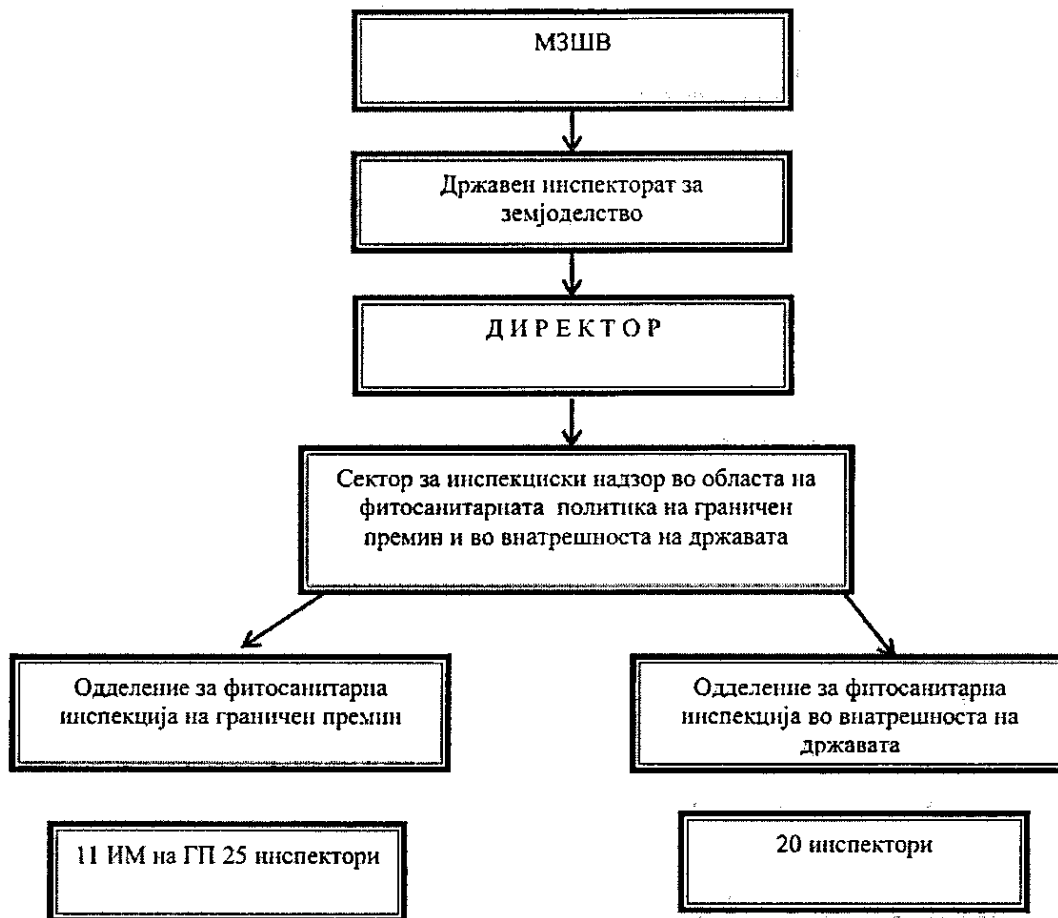 МЗШВ
Државен инспекторат за
земјоделство
Д И Р Е К Т О Р
Сектор за инспекциски надзор во областа на
фитосанитарната политика на граничен
премин и во внатрешноста на државата
Одделение за фитосанитарна
инспекција на граничен премин
Одделение за фитосанитарна
инспекција во внатрешноста на
државата
11 ИМ на ГП 25 инспектори
20 инспектори